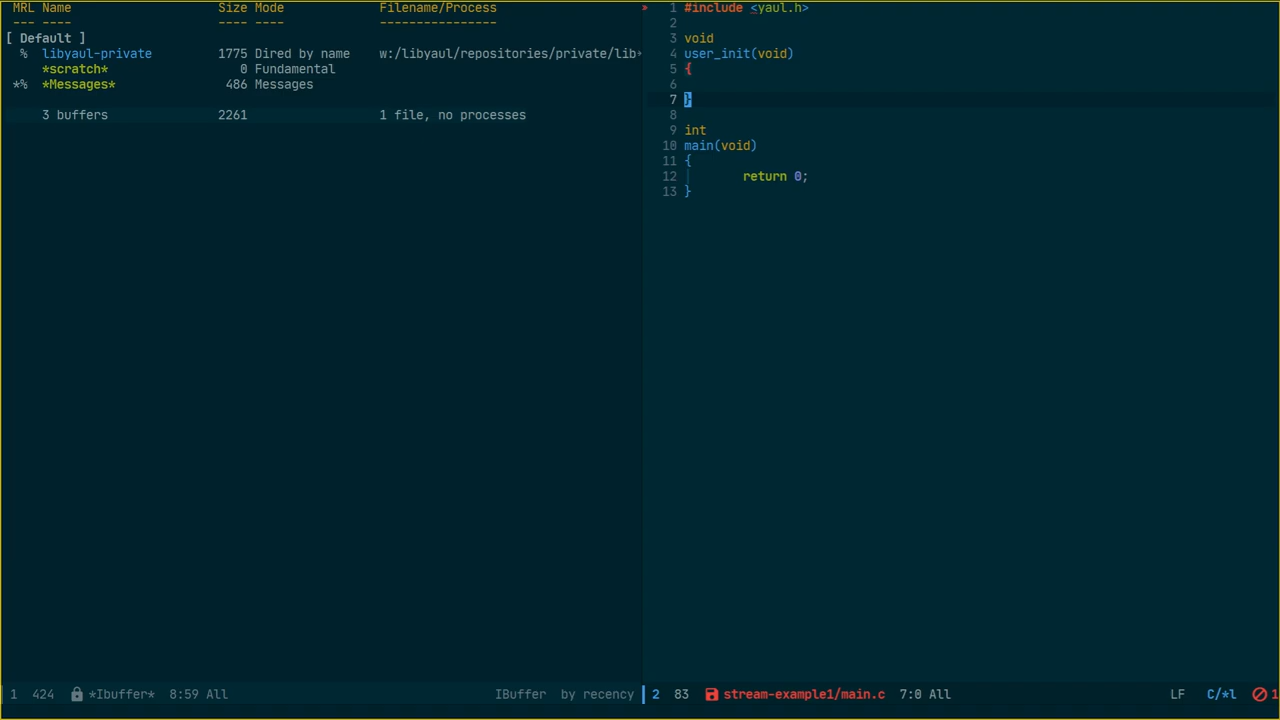 MRL Name Size Mode Filename/Process
--- ---- ---- ---- ----------------
[ Default ]
% libyaul-private 1775 Dired by name w:/libyaul/repositories/private/lib
*scratch* 0 Fundamental
*% *Messages* 486 Messages
3 buffers 2261 1 file, no processes
1 424 *Ibuffer* 8:59 All IBuffer by recency
1 #include <yaul.h>
2
3 void
4 user_init(void)
5 {
6
7 }
8
9 int
10 main(void)
11 {
12 return 0;
13 }
2 83 stream-example1/main.c 7:0 All LF C/*l 1